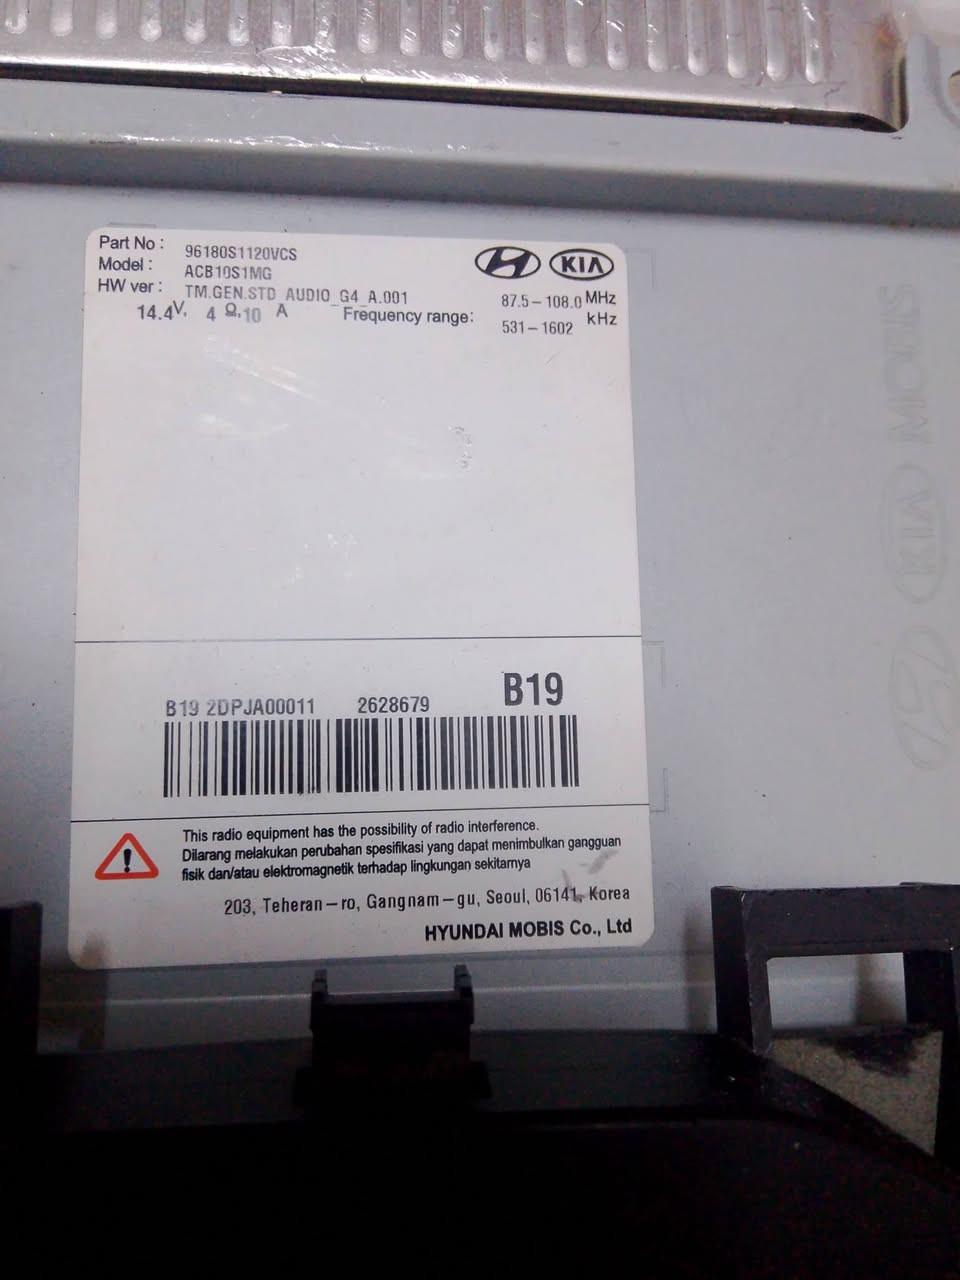 Part No : 96180S1120VCS
Model : ACB10S1MG
HW ver : TM.GEN.STD_AUDIO_G4_A.001
14.4V, 4 Ω, 10 A Frequency range: 87.5-108.0 MHz
531-1602 kHz
KIA
B19 2DPJA00011 2628679 B19
This radio equipment has the possibility of radio interference.
Dilarang melakukan perubahan spesifikasi yang dapat menimbulkan gangguan
fisik dan/atau elektromagnetik terhadap lingkungan sekitarnya
203, Teheran-ro, Gangnam-gu, Seoul, 06141, Korea
HYUNDAI MOBIS Co., Ltd
KIA MOBIS